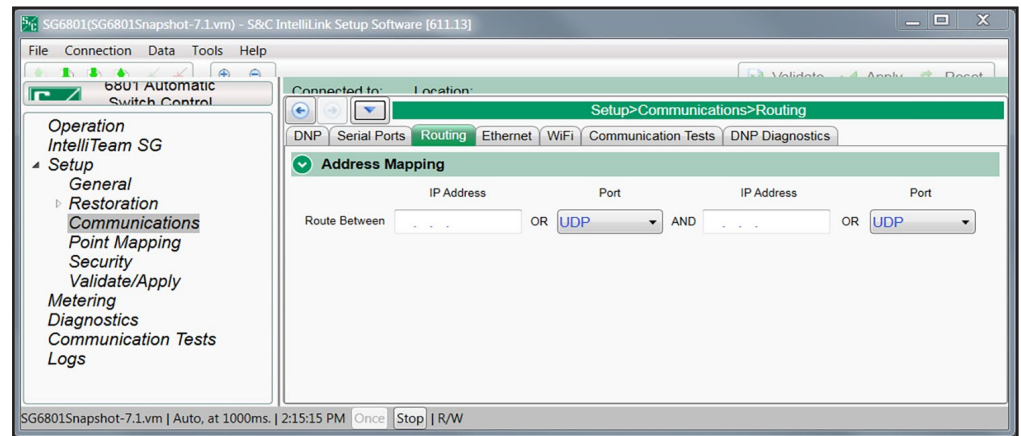 SG6801(SG6801Snapshot-7.1.vm) - S&C IntelliLink Setup Software [611.13]
File Connection Data Tools Help
Validate Apply Reset
6801 Automatic
Switch Control
Connected to: Location:
Setup>Communications>Routing
DNP Serial Ports Routing Ethernet WiFi Communication Tests DNP Diagnostics
Operation
IntelliTeam SG
Setup
General
Restoration
Communications
Point Mapping
Security
Validate/Apply
Metering
Diagnostics
Communication Tests
Logs
Address Mapping
IP Address Port IP Address Port
Route Between . . . OR UDP AND . . . OR UDP
SG6801Snapshot-7.1.vm | Auto, at 1000ms. | 2:15:15 PM Once Stop | R/W